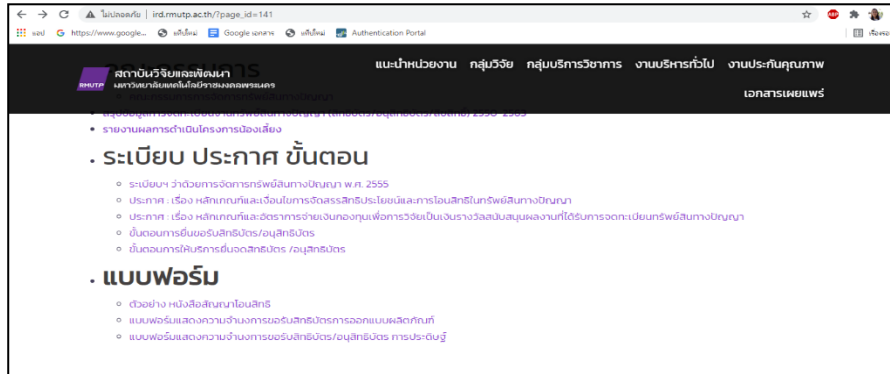 ไม่ปลอดภัย | ird.rmutp.ac.th/?page_id=141
แอป https://www.google... แท็บใหม่ Google เอกสาร แท็บใหม่ Authentication Portal
สถาบันวิจัยและพัฒนา
RMUTP มหาวิทยาลัยเทคโนโลยีราชมงคลพระนคร
แนะนำหน่วยงาน กลุ่มวิจัย กลุ่มบริการวิชาการ งานบริหารทั่วไป งานประกันคุณภาพ
เอกสารเผยแพร่
รายงานผลการดำเนินโครงการน้องเลี้ยง
ระเบียบ ประกาศ ขั้นตอน
ระเบียบฯ ว่าด้วยการจัดการทรัพย์สินทางปัญญา พ.ศ. 2555
ประกาศ : เรื่อง หลักเกณฑ์และเงื่อนไขการจัดสรรสิทธิประโยชน์และการโอนสิทธิในทรัพย์สินทางปัญญา
ประกาศ : เรื่อง หลักเกณฑ์และอัตราการจ่ายเงินกองทุนเพื่อการวิจัยเป็นเงินรางวัลสนับสนุนผลงานที่ได้รับการจดทะเบียนทรัพย์สินทางปัญญา
ขั้นตอนการยื่นขอรับสิทธิบัตร/อนุสิทธิบัตร
ขั้นตอนการให้บริการยื่นจดสิทธิบัตร /อนุสิทธิบัตร
แบบฟอร์ม
ตัวอย่าง หนังสือสัญญาโอนสิทธิ
แบบฟอร์มแสดงความจำนงการขอรับสิทธิบัตรการออกแบบผลิตภัณฑ์
แบบฟอร์มแสดงความจำนงการขอรับสิทธิบัตร/อนุสิทธิบัตร การประดิษฐ์